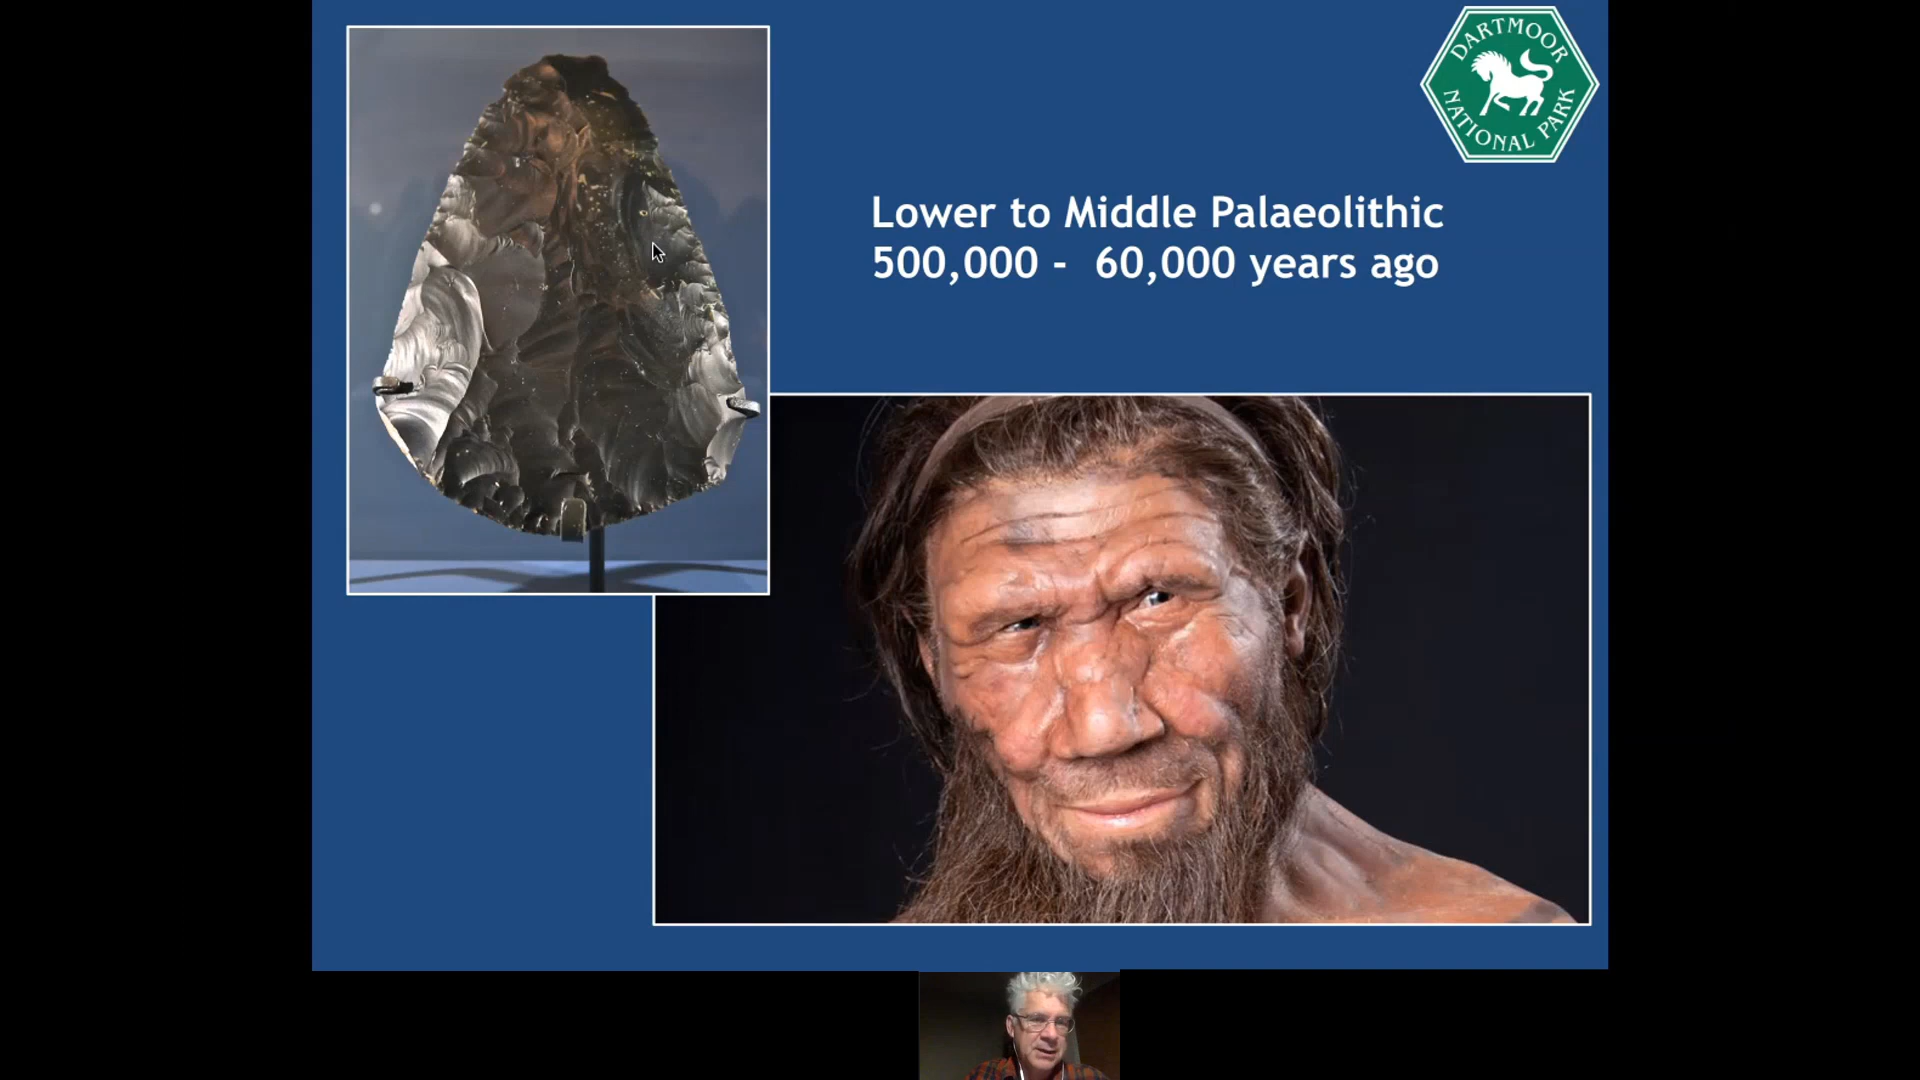 DARTMOOR
NATIONAL PARK
Lower to Middle Palaeolithic
500,000 -  60,000 years ago